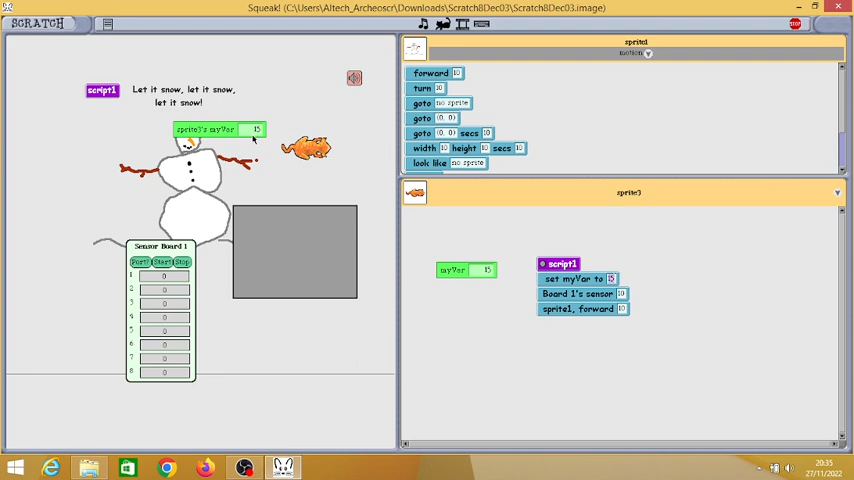 Squeak! (C:\Users\Altech_Archeoscr\Downloads\Scratch8Dec03\Scratch8Dec03.image)
SCRATCH
STOP
sprite1
motion
forward 10
turn 10
goto no sprite
goto (0, 0)
goto (0, 0) secs 10
width 10 height 10 secs 10
look like no sprite
script1
Let it snow, let it snow,
let it snow!
sprite3's myVar 15
sprite3
Sensor Board 1
Port? Start Stop
1 0
2 0
3 0
4 0
5 0
6 0
7 0
8 0
myVar 15
script1
set myVar to 15
Board 1's sensor 10
sprite1, forward 10
20:35
27/11/2022